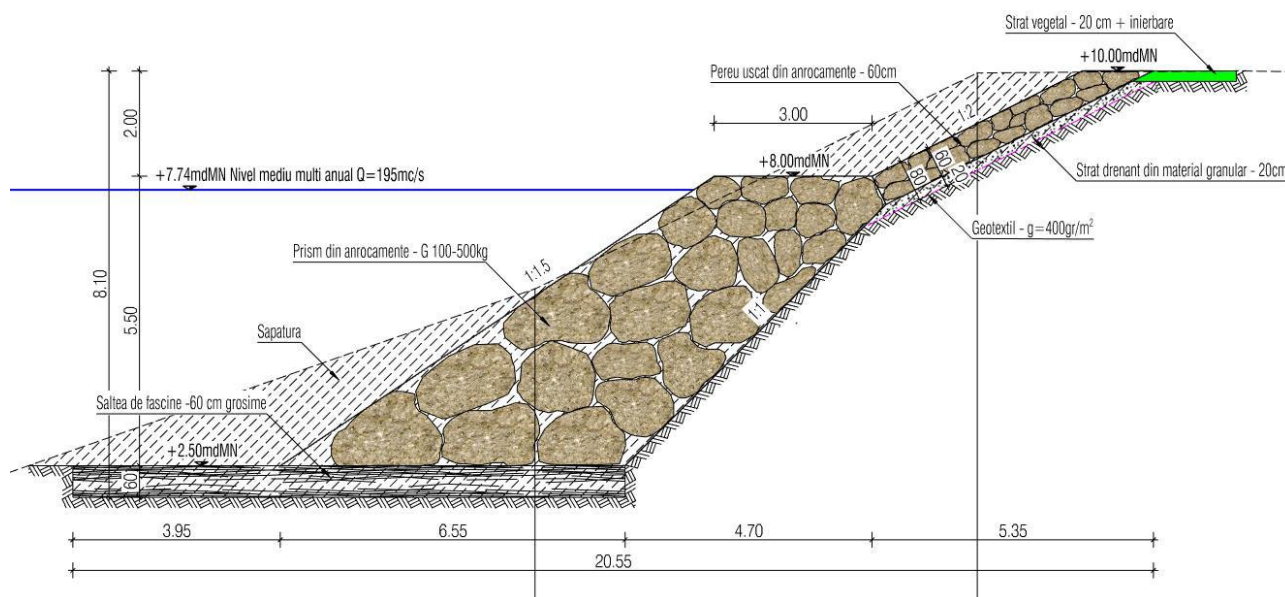 Strat vegetal - 20 cm + inierbare
+10.00mdMN
Pereu uscat din anrocamente - 60cm
1:2
2.00
3.00
8.10
+8.00mdMN
+7.74mdMN Nivel mediu multi anual Q=195mc/s
60
20
80
Strat drenant din material granular - 20cm
Geotextil - g=400gr/m²
Prism din anrocamente - G 100-500kg
1:1.5
5.50
1:1
Sapatura
Saltea de fascine -60 cm grosime
+2.50mdMN
60
3.95
6.55
4.70
5.35
20.55